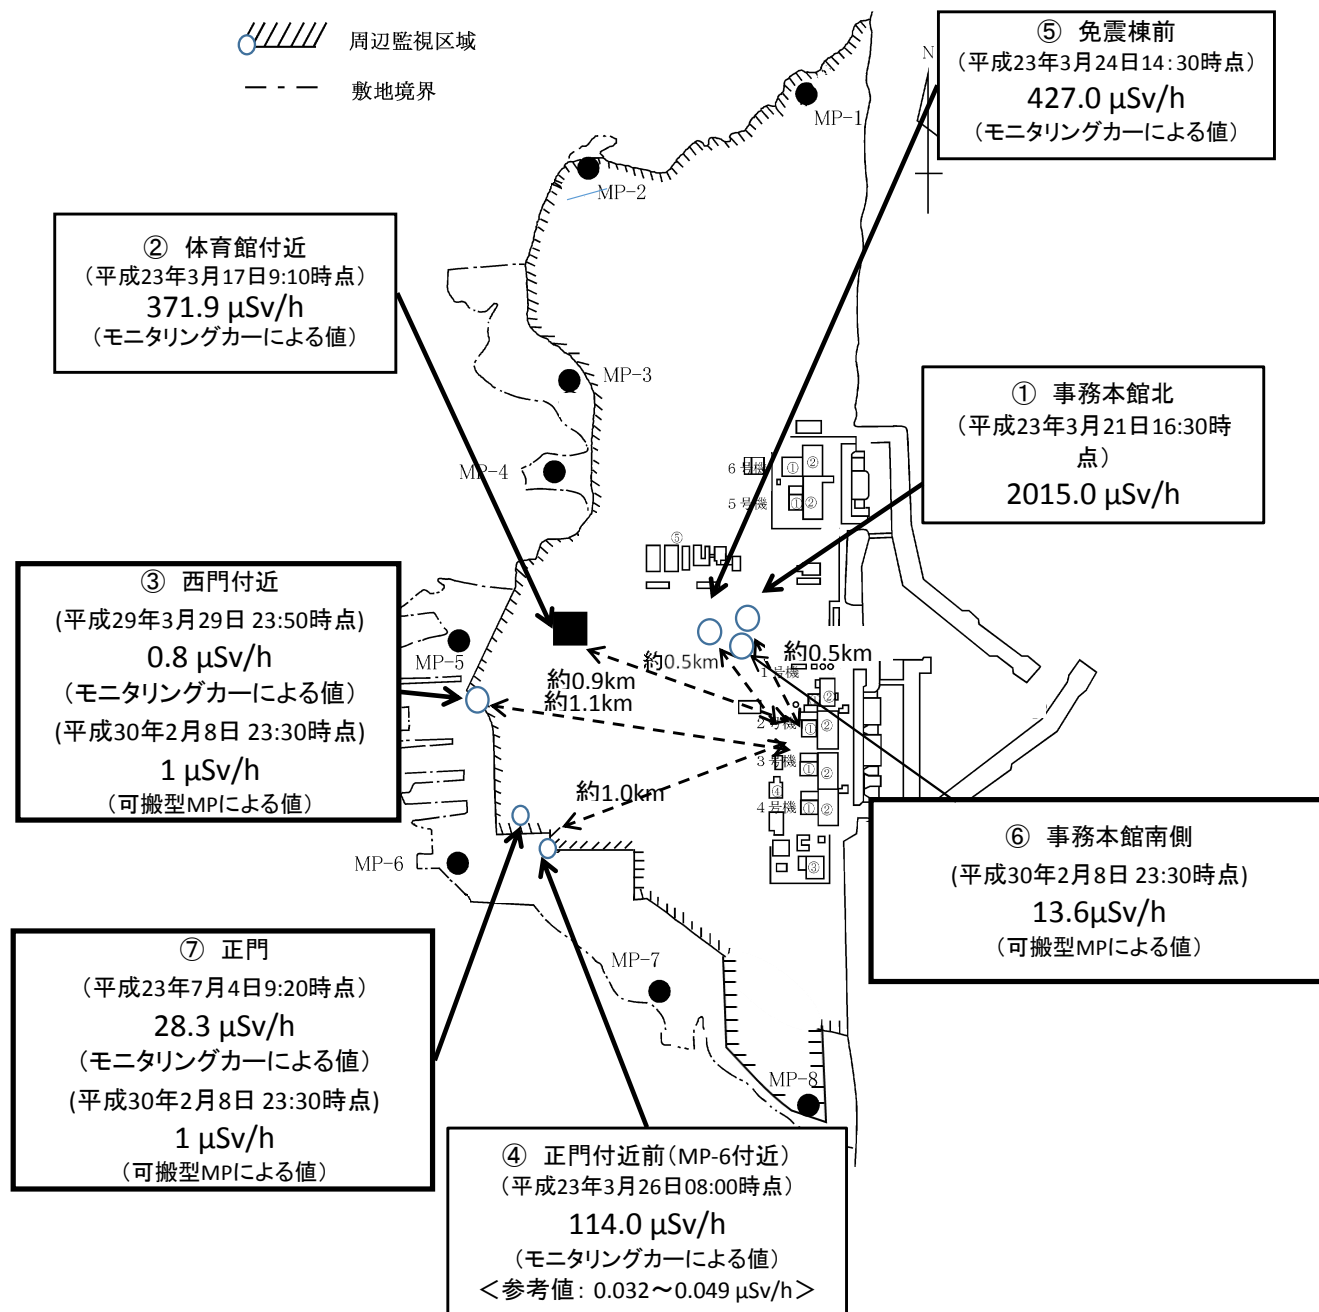 周辺監視区域
敷地境界
⑤ 免震棟前
（平成23年3月24日14：30時点）
427.0 μSv/h
（モニタリングカーによる値）
N
MP-1
MP-2
② 体育館付近
（平成23年3月17日9:10時点）
371.9 μSv/h
（モニタリングカーによる値）
MP-3
① 事務本館北
（平成23年3月21日16:30時
点）
2015.0 μSv/h
MP-4
６号機
① ②
５号機
① ②
⑤
③ 西門付近
(平成29年3月29日 23:50時点)
0.8 μSv/h
（モニタリングカーによる値）
(平成30年2月8日 23:30時点)
1 μSv/h
（可搬型MPによる値）
MP-5
約0.9km
約1.1km
約0.5km
約0.5km
１号機
②
２号機
① ②
３号機
① ②
④
４号機
① ②
③
約1.0km
MP-6
⑥ 事務本館南側
(平成30年2月8日 23:30時点)
13.6μSv/h
（可搬型MPによる値）
⑦ 正門
（平成23年7月4日9:20時点）
28.3 μSv/h
（モニタリングカーによる値）
(平成30年2月8日 23:30時点)
1 μSv/h
（可搬型MPによる値）
MP-7
MP-8
④ 正門付近前（MP-6付近）
（平成23年3月26日08:00時点）
114.0 μSv/h
（モニタリングカーによる値）
＜参考値： 0.032～0.049 μSv/h＞